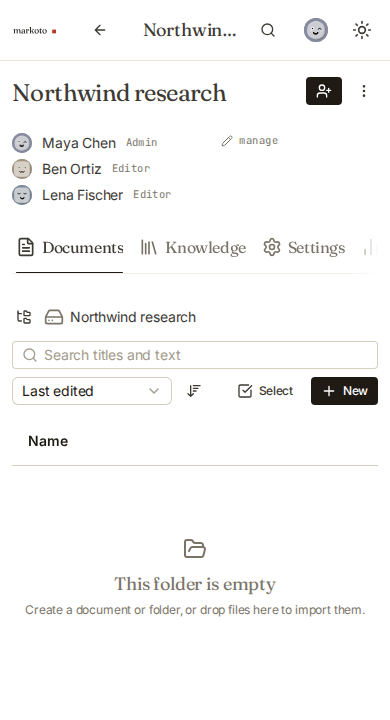 markoto
Northwin...
Northwind research
Maya Chen Admin
manage
Ben Ortiz Editor
Lena Fischer Editor
Documents Knowledge Settings
Northwind research
Search titles and text
Last edited Select New
Name
This folder is empty
Create a document or folder, or drop files here to import them.